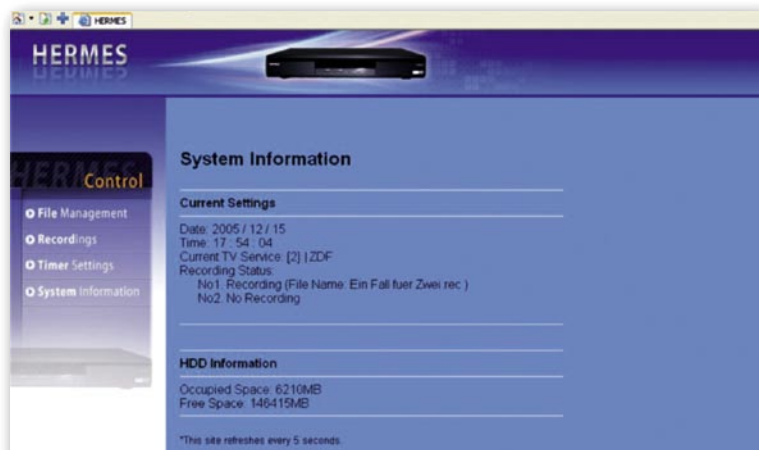 HERMES
HERMES
HERMES
Control
File Management
Recordings
Timer Settings
System Information
System Information
Current Settings
Date: 2005 / 12 / 15
Time: 17 : 54 : 04
Current TV Service: [2] | ZDF
Recording Status:
No1. Recording (File Name: Ein Fall fuer Zwei rec )
No2. No Recording
HDD Information
Occupied Space: 6210MB
Free Space: 146415MB
*This site refreshes every 5 seconds.